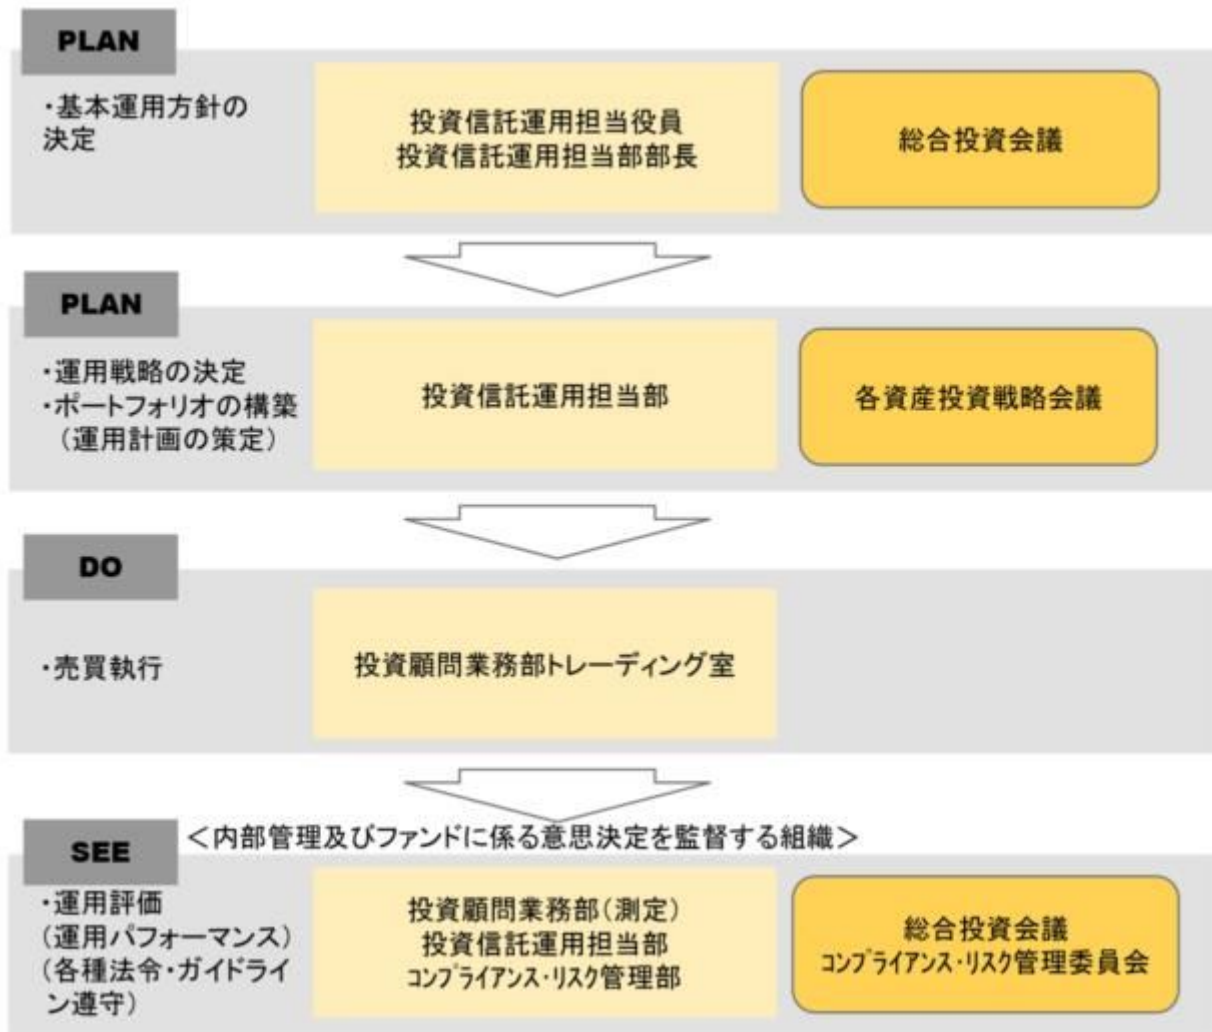 PLAN
・基本運用方針の
決定
投資信託運用担当役員
投資信託運用担当部部長
総合投資会議
PLAN
・運用戦略の決定
・ポートフォリオの構築
（運用計画の策定）
投資信託運用担当部
各資産投資戦略会議
DO
・売買執行
投資顧問業務部トレーディング室
SEE
＜内部管理及びファンドに係る意思決定を監督する組織＞
・運用評価
（運用パフォーマンス）
（各種法令・ガイドライ
ン遵守）
投資顧問業務部（測定）
投資信託運用担当部
ｺﾝﾌﾟライアンス・リスク管理部
総合投資会議
ｺﾝﾌﾟライアンス・リスク管理委員会